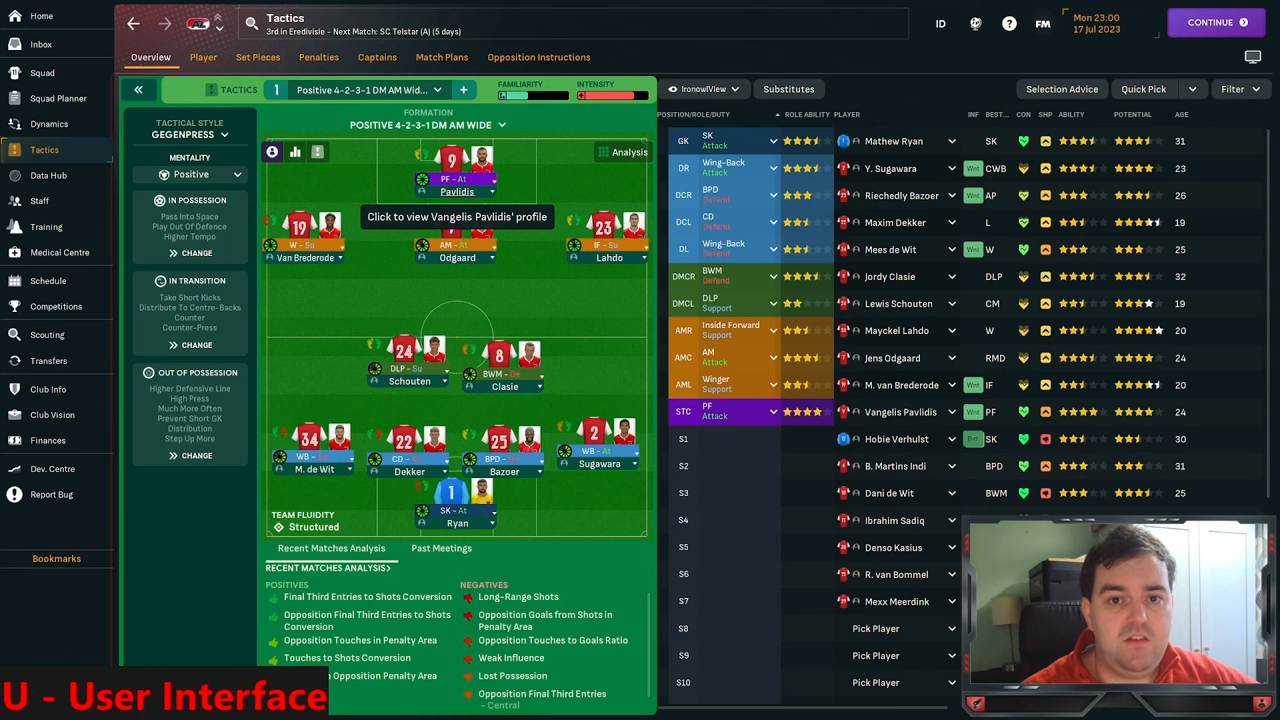 Home
Inbox
Squad
Squad Planner
Dynamics
Tactics
Data Hub
Staff
Training
Medical Centre
Schedule
Competitions
Scouting
Transfers
Club Info
Club Vision
Finances
Dev. Centre
Report Bug
Bookmarks
AZ
Tactics
3rd in Eredivisie - Next Match: SC Telstar (A) (5 days)
ID
?
FM
Mon 23:00
17 Jul 2023
CONTINUE
Overview
Player
Set Pieces
Penalties
Captains
Match Plans
Opposition Instructions
TACTICS
1
Positive 4-2-3-1 DM AM Wid...
+
FAMILIARITY
INTENSITY
TACTICAL STYLE
GEGENPRESS
MENTALITY
Positive
IN POSSESSION
Pass Into Space
Play Out Of Defence
Higher Tempo
CHANGE
IN TRANSITION
Take Short Kicks
Distribute To Centre-Backs
Counter
Counter-Press
CHANGE
OUT OF POSSESSION
Higher Defensive Line
High Press
Much More Often
Prevent Short GK
Distribution
Step Up More
CHANGE
FORMATION
POSITIVE 4-2-3-1 DM AM WIDE
Analysis
9
PF - At
Pavlidis
Click to view Vangelis Pavlidis' profile
19
W - Su
Van Brederode
AM - At
Odgaard
23
IF - Su
Lahdo
24
DLP - Su
Schouten
8
BWM - De
Clasie
34
WB - De
M. de Wit
22
CD - De
Dekker
25
BPD - De
Bazoer
2
WB - At
Sugawara
1
SK - At
Ryan
TEAM FLUIDITY
Structured
Recent Matches Analysis
Past Meetings
RECENT MATCHES ANALYSIS>
POSITIVES
Final Third Entries to Shots Conversion
Opposition Final Third Entries to Shots
Conversion
Opposition Touches in Penalty Area
Touches to Shots Conversion
Opposition Penalty Area
NEGATIVES
Long-Range Shots
Opposition Goals from Shots in
Penalty Area
Opposition Touches to Goals Ratio
Weak Influence
Lost Possession
Opposition Final Third Entries
- Central
IronowlView
Substitutes
Selection Advice
Quick Pick
Filter
POSITION/ROLE/DUTY
ROLE ABILITY
PLAYER
INF
BEST...
CON
SHP
ABILITY
POTENTIAL
AGE
GK SK Attack Mathew Ryan SK 31
DR Wing-Back Attack Y. Sugawara Wnt CWB 23
DCR BPD Defend Riechedly Bazoer Wnt AP 26
DCL CD Defend Maxim Dekker L 19
DL Wing-Back Defend Mees de Wit Wnt W 25
DMCR BWM Defend Jordy Clasie DLP 32
DMCL DLP Support Lewis Schouten CM 19
AMR Inside Forward Support Mayckel Lahdo W 20
AMC AM Attack Jens Odgaard RMD 24
AML Winger Support M. van Brederode Wnt IF 20
STC PF Attack Vangelis Pavlidis Wnt PF 24
S1 Hobie Verhulst Bid SK 30
S2 B. Martins Indi BPD 31
S3 Dani de Wit BWM
S4 Ibrahim Sadiq
S5 Denso Kasius
S6 R. van Bommel
S7 Mexx Meerdink
S8 Pick Player
S9 Pick Player
S10 Pick Player
U - User Interface